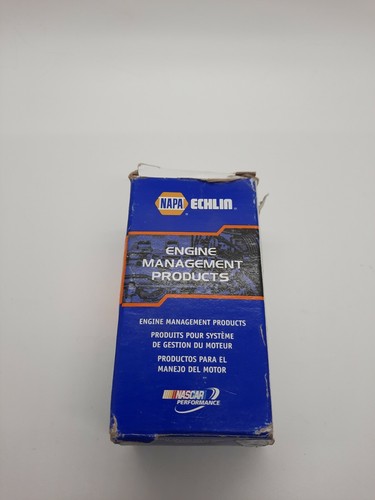 NAPA ECHLIN
ENGINE
MANAGEMENT
PRODUCTS
ENGINE MANAGEMENT PRODUCTS
PRODUITS POUR SYSTÈME
DE GESTION DU MOTEUR
PRODUCTOS PARA EL
MANEJO DEL MOTOR
NASCAR
PERFORMANCE